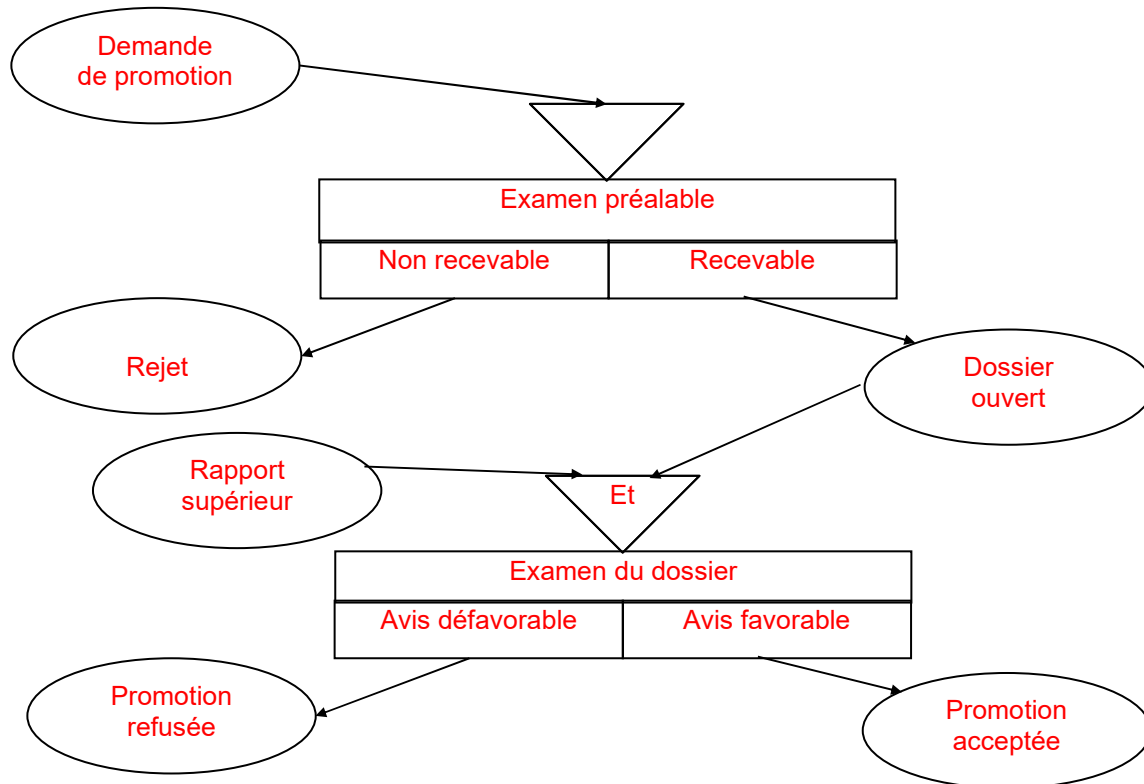 Demande
de promotion
Examen préalable
Non recevable
Recevable
Rejet
Dossier
ouvert
Rapport
supérieur
Et
Examen du dossier
Avis défavorable
Avis favorable
Promotion
refusée
Promotion
acceptée